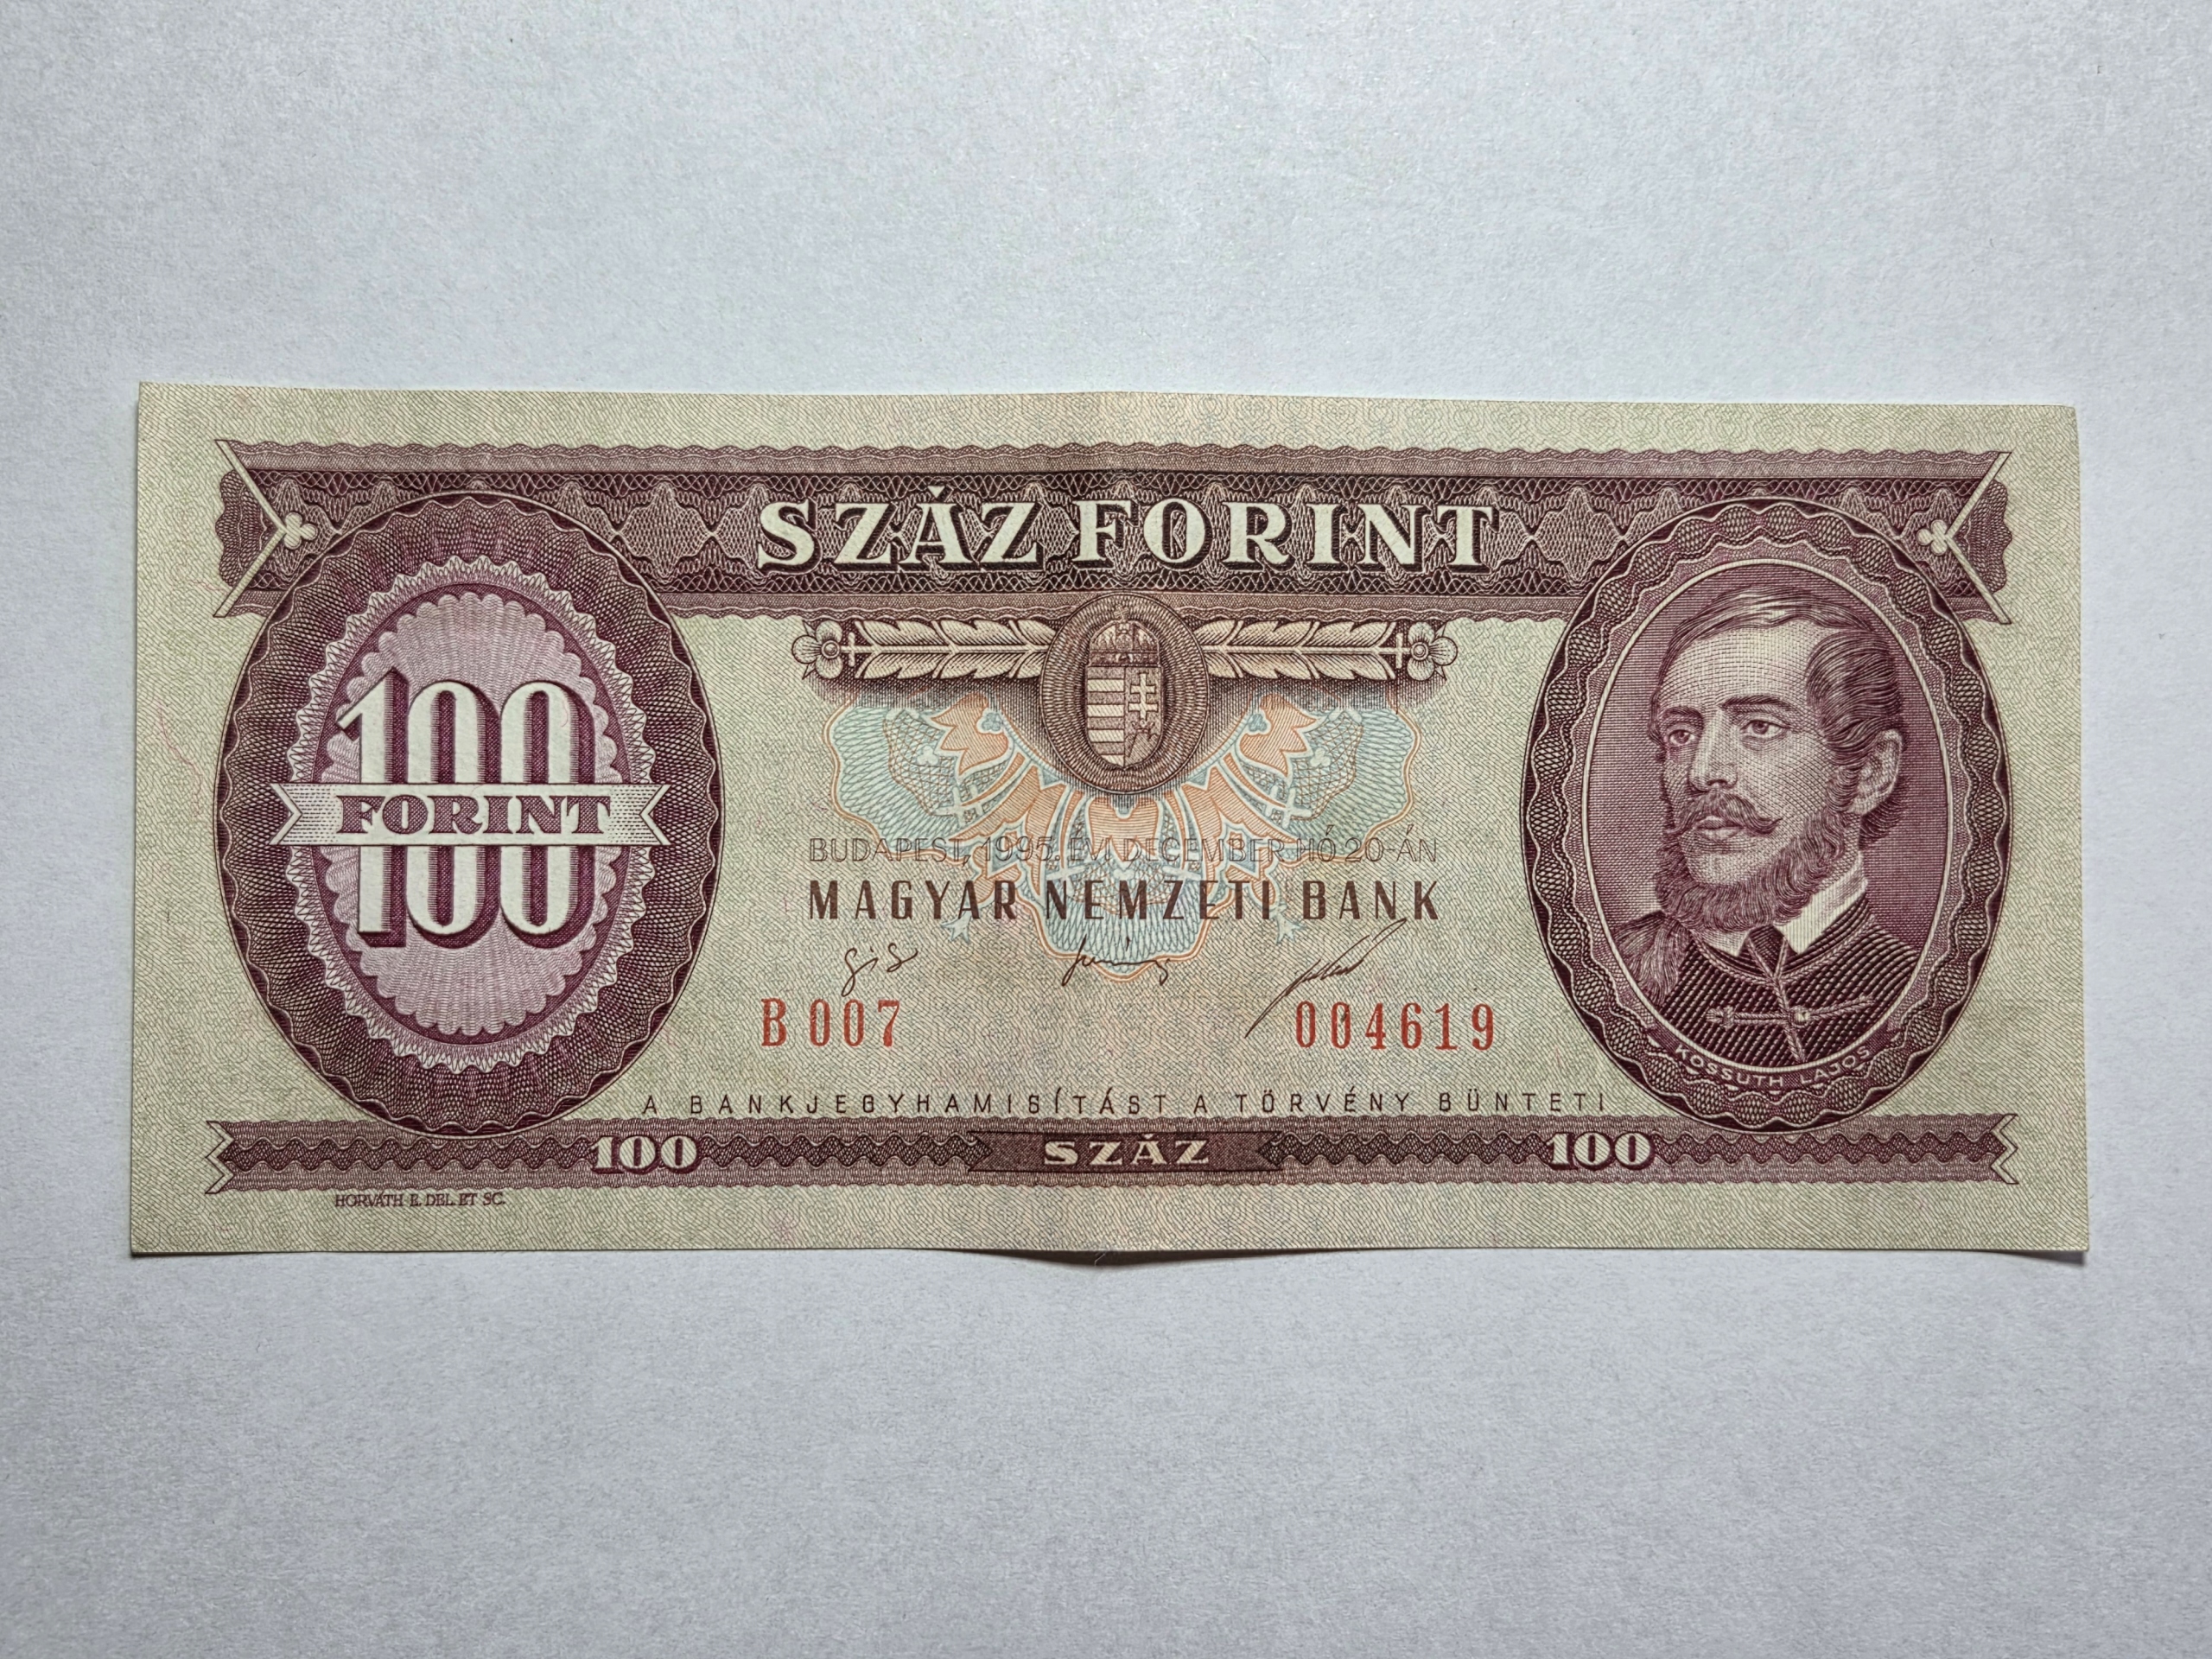 SZÁZ FORINT
100
FORINT
100
BUDAPEST, 1995. ÉVI DECEMBER HÓ 20-ÁN
MAGYAR NEMZETI BANK
B 007 004619
KOSSUTH LAJOS
A BANKJEGYHAMISÍTÁST A TÖRVÉNY BÜNTETI
100 SZÁZ 100
HORVÁTH E. DEL. ET SC.